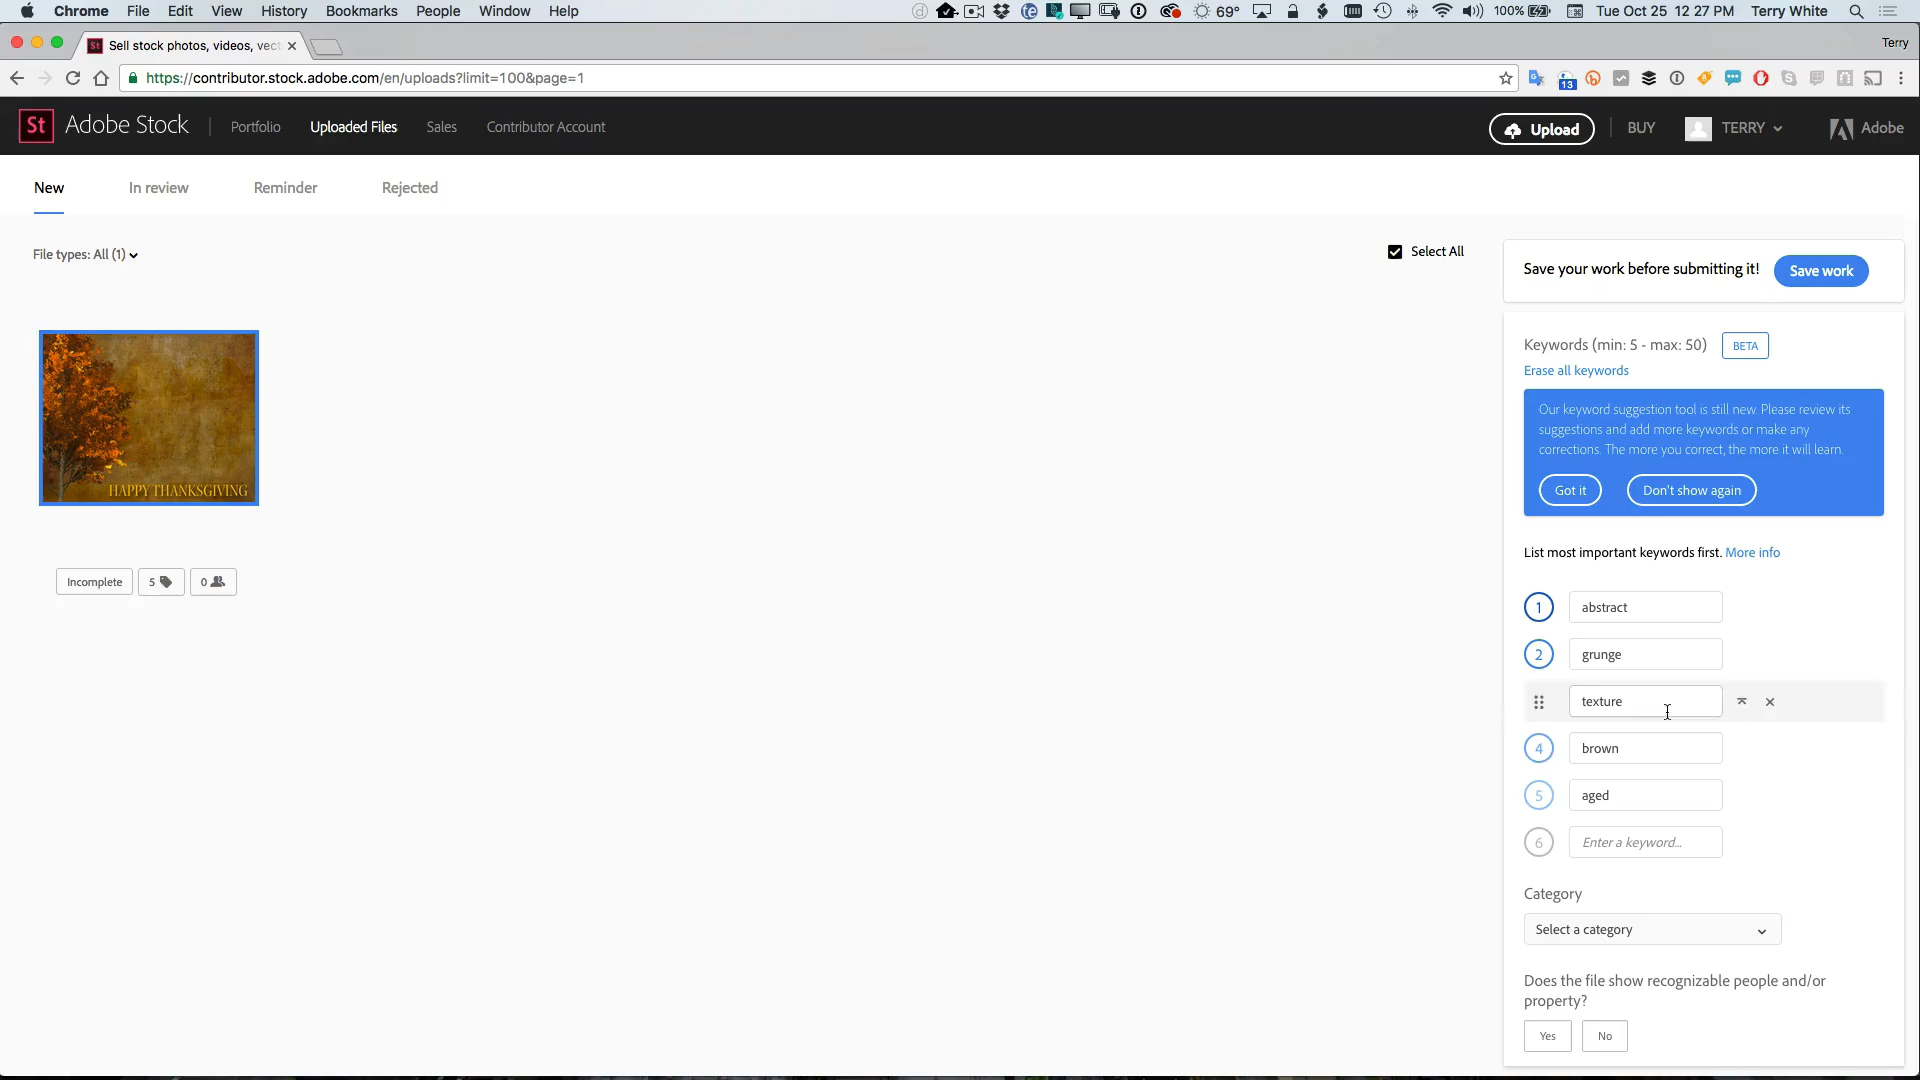 Chrome File Edit View History Bookmarks People Window Help
69° 100% Tue Oct 25 12 27 PM Terry White
Sell stock photos, videos, vect
Terry
https://contributor.stock.adobe.com/en/uploads?limit=100&page=1
13
St Adobe Stock Portfolio Uploaded Files Sales Contributor Account Upload BUY TERRY Adobe
New In review Reminder Rejected
File types: All (1)
Select All
Save your work before submitting it! Save work
Keywords (min: 5 - max: 50) BETA
Erase all keywords
Our keyword suggestion tool is still new. Please review its
suggestions and add more keywords or make any
corrections. The more you correct, the more it will learn.
Got it Don't show again
HAPPY THANKSGIVING
Incomplete 5 0
List most important keywords first. More info
1 abstract
2 grunge
texture
4 brown
5 aged
6 Enter a keyword...
Category
Select a category
Does the file show recognizable people and/or
property?
Yes No